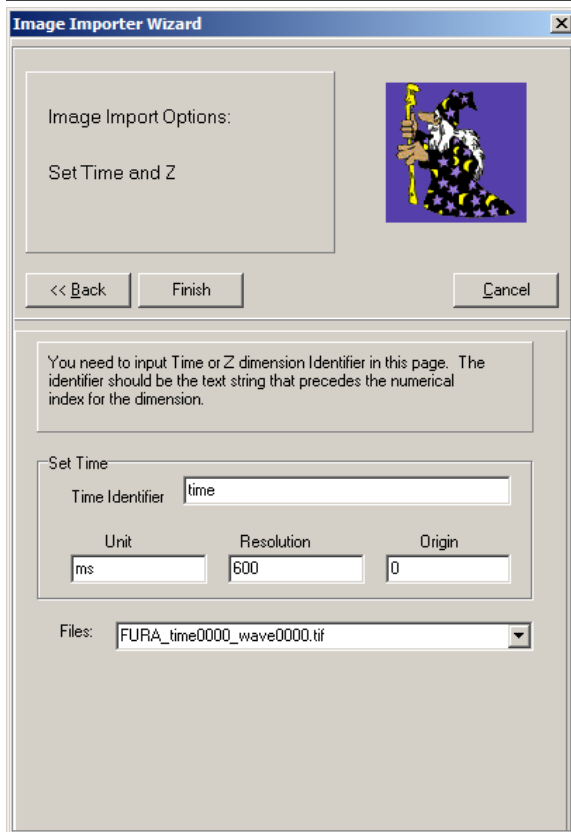 Image Importer Wizard
Image Import Options:
Set Time and Z
<< Back
Finish
Cancel
You need to input Time or Z dimension Identifier in this page. The
identifier should be the text string that precedes the numerical
index for the dimension.
Set Time
Time Identifier time
Unit Resolution Origin
ms 600 0
Files: FURA_time0000_wave0000.tif